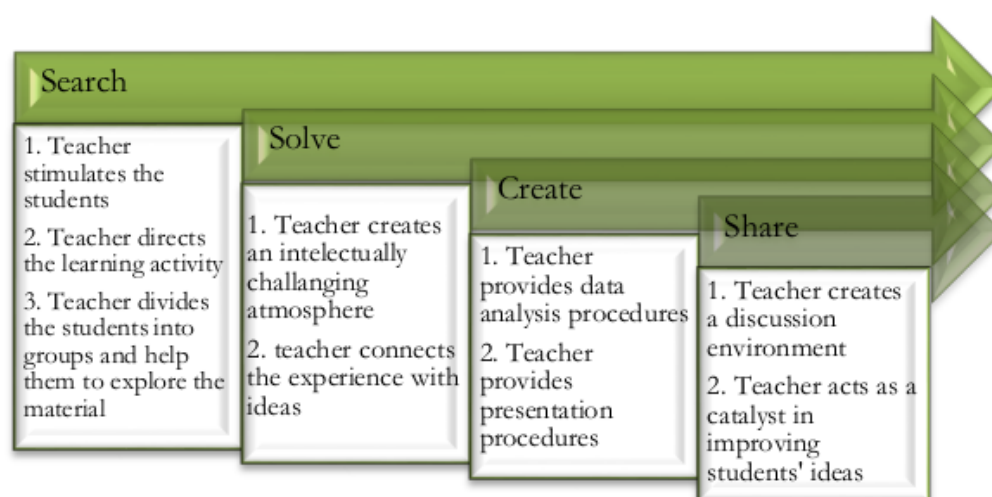 Search
1. Teacher
stimulates the
students
2. Teacher directs
the learning activity
3. Teacher divides
the students into
groups and help
them to explore the
material
Solve
1. Teacher creates
an intelectually
challanging
atmosphere
2. teacher connects
the experience with
ideas
Create
1. Teacher
provides data
analysis procedures
2. Teacher
provides
presentation
procedures
Share
1. Teacher creates
a discussion
environment
2. Teacher acts as a
catalyst in
improving
students' ideas